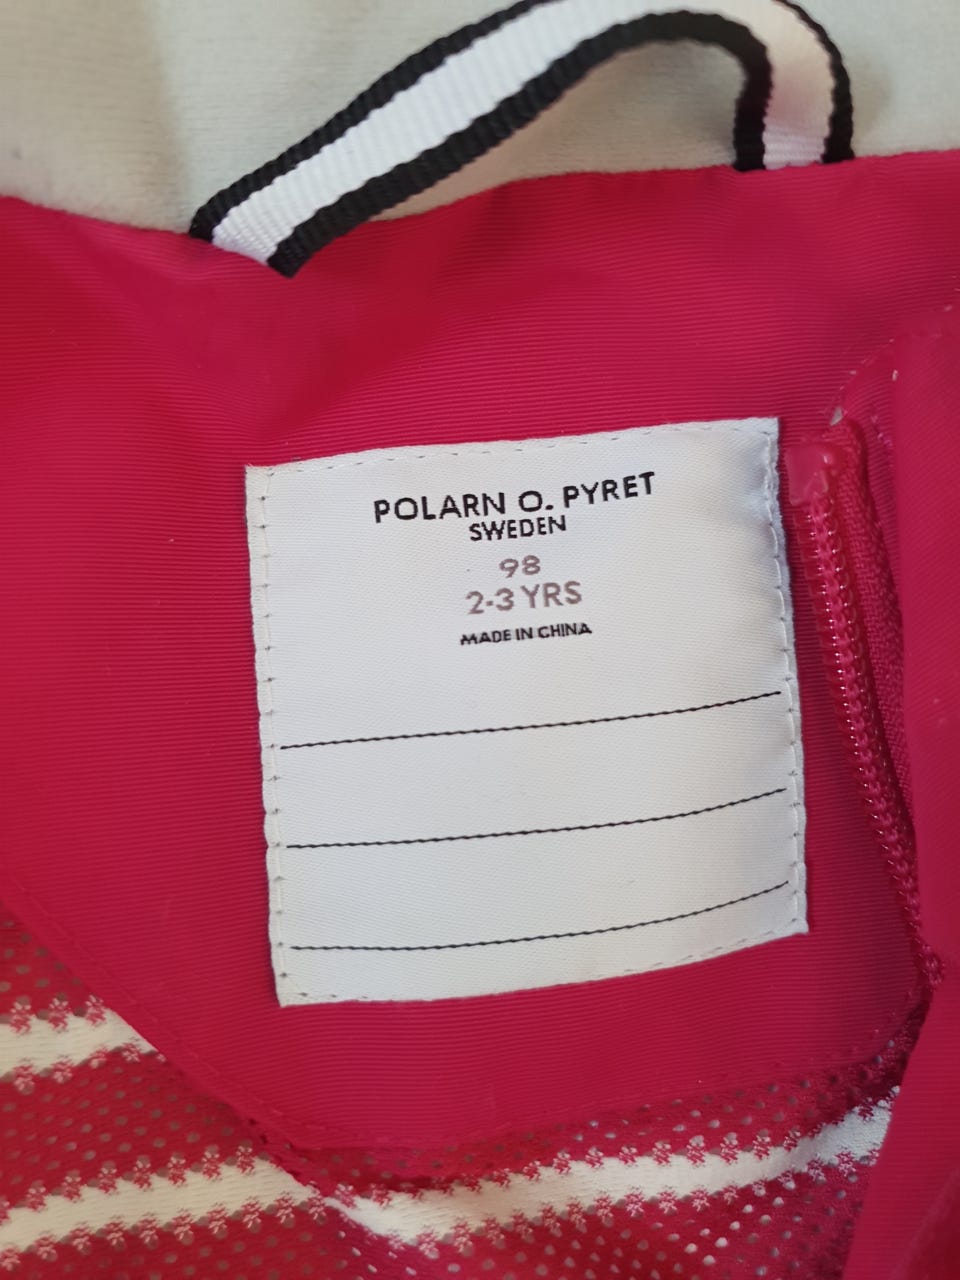 POLARN O. PYRET
SWEDEN
98
2-3 YRS
MADE IN CHINA